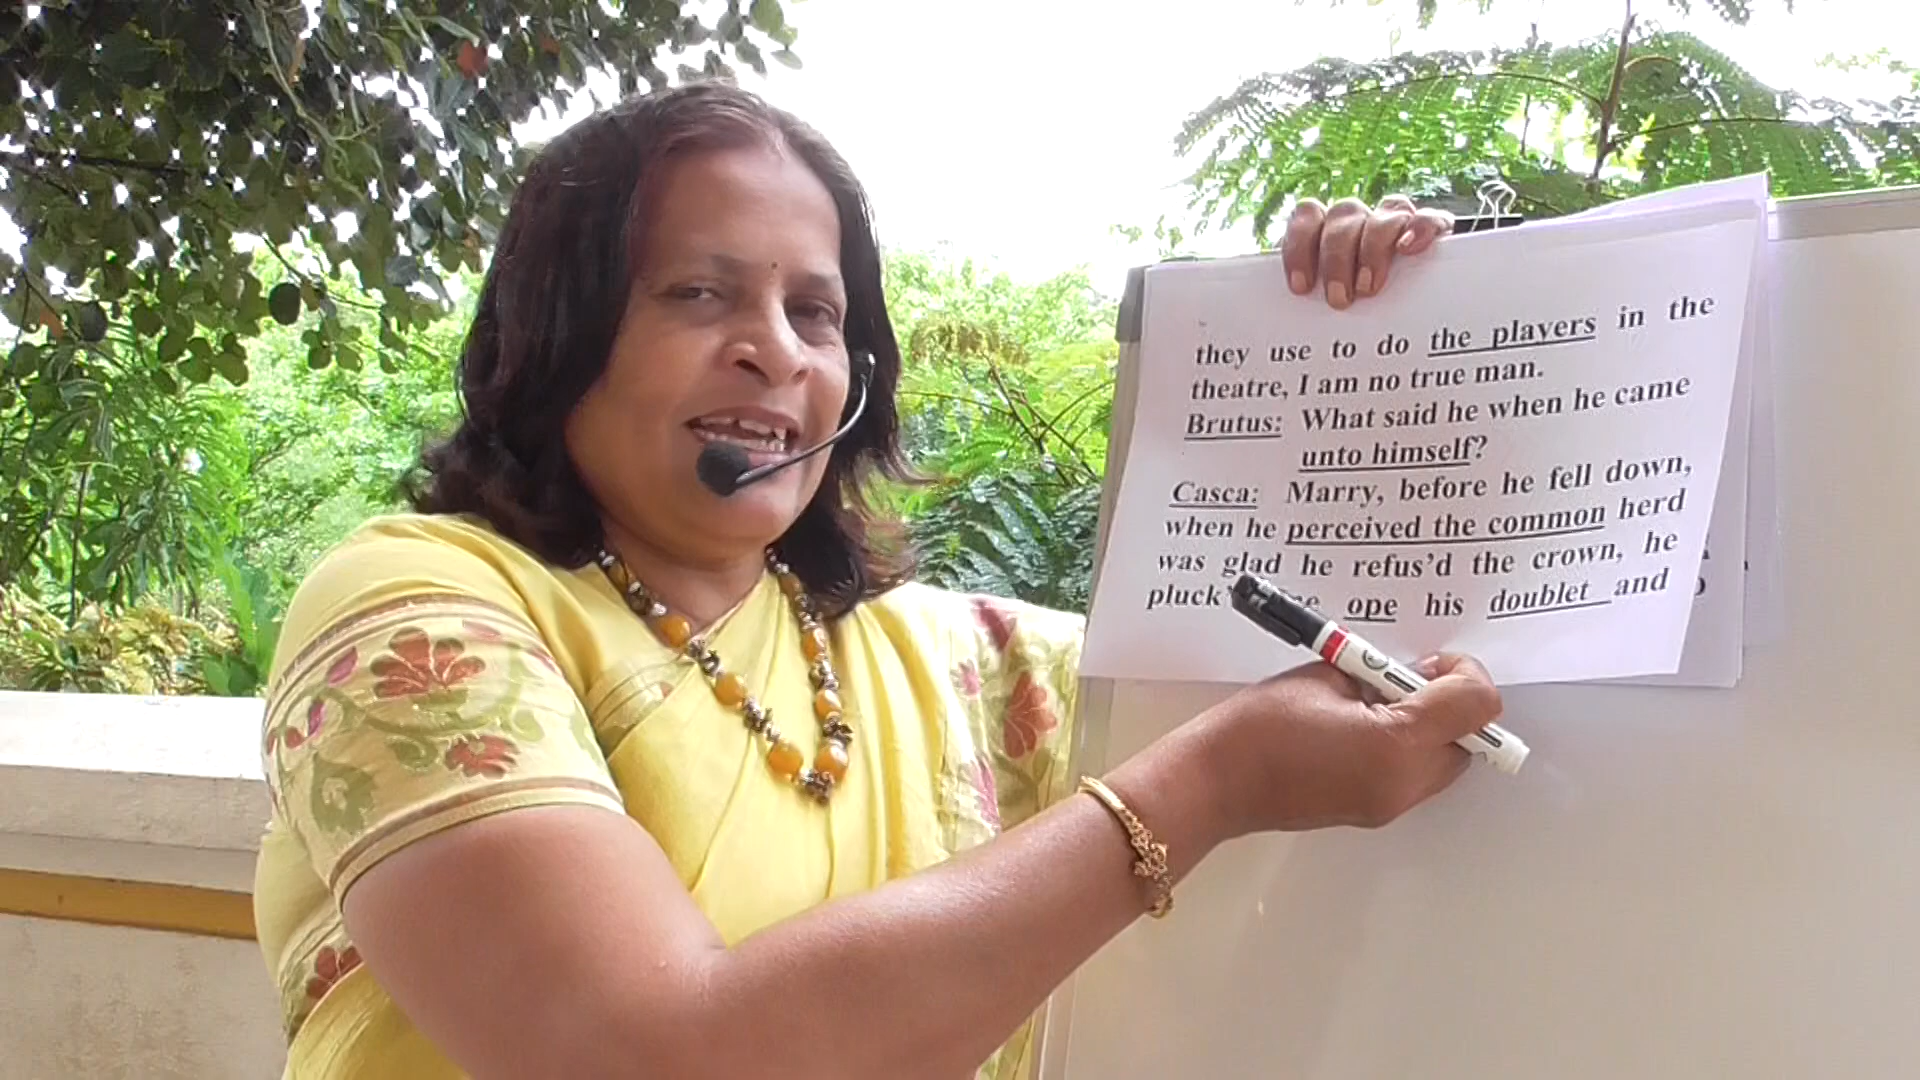 they use to do the players in the
theatre, I am no true man.
Brutus: What said he when he came
unto himself?
Casca: Marry, before he fell down,
when he perceived the common herd
was glad he refus’d the crown, he
ope his doublet and